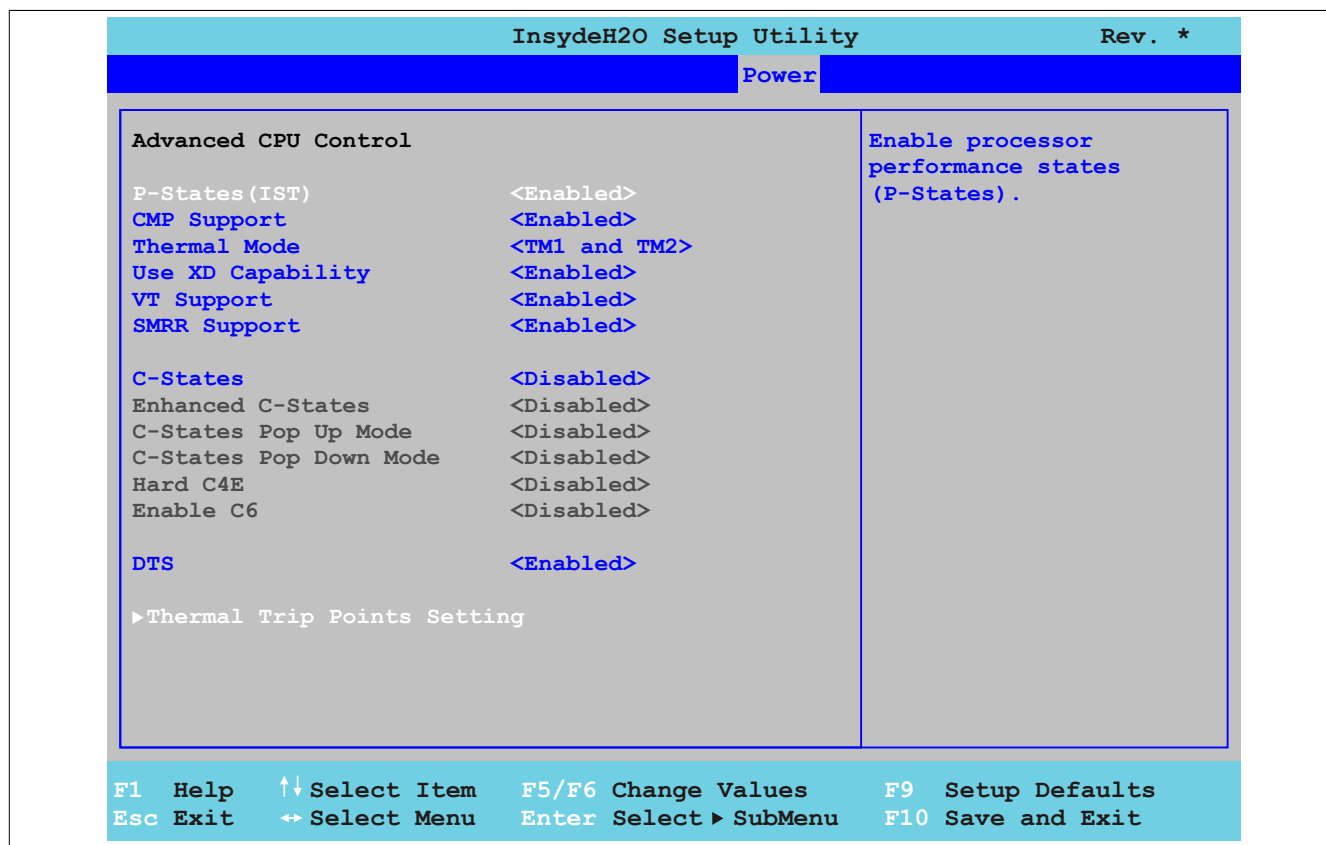 InsydeH2O Setup Utility Rev. *
Power
Advanced CPU Control
P-States(IST) <Enabled>
CMP Support <Enabled>
Thermal Mode <TM1 and TM2>
Use XD Capability <Enabled>
VT Support <Enabled>
SMRR Support <Enabled>
C-States <Disabled>
Enhanced C-States <Disabled>
C-States Pop Up Mode <Disabled>
C-States Pop Down Mode <Disabled>
Hard C4E <Disabled>
Enable C6 <Disabled>
DTS <Enabled>
▶Thermal Trip Points Setting
Enable processor
performance states
(P-States).
F1 Help ↑↓ Select Item F5/F6 Change Values F9 Setup Defaults
Esc Exit ↔ Select Menu Enter Select ▶ SubMenu F10 Save and Exit